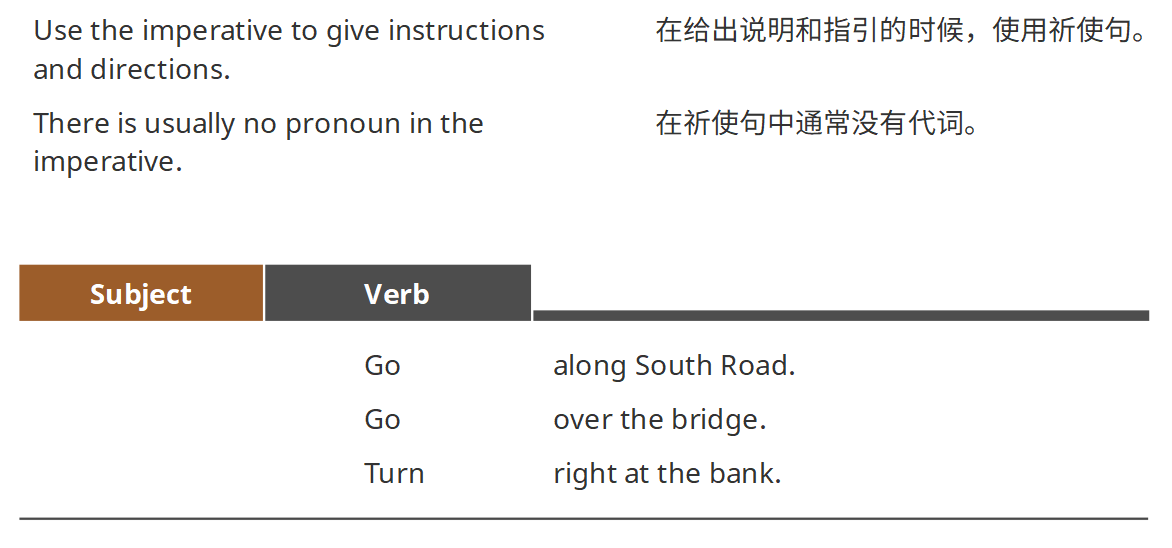 Use the imperative to give instructions
and directions.
在给出说明和指引的时候，使用祈使句。
There is usually no pronoun in the
imperative.
在祈使句中通常没有代词。
Subject Verb
Go along South Road.
Go over the bridge.
Turn right at the bank.